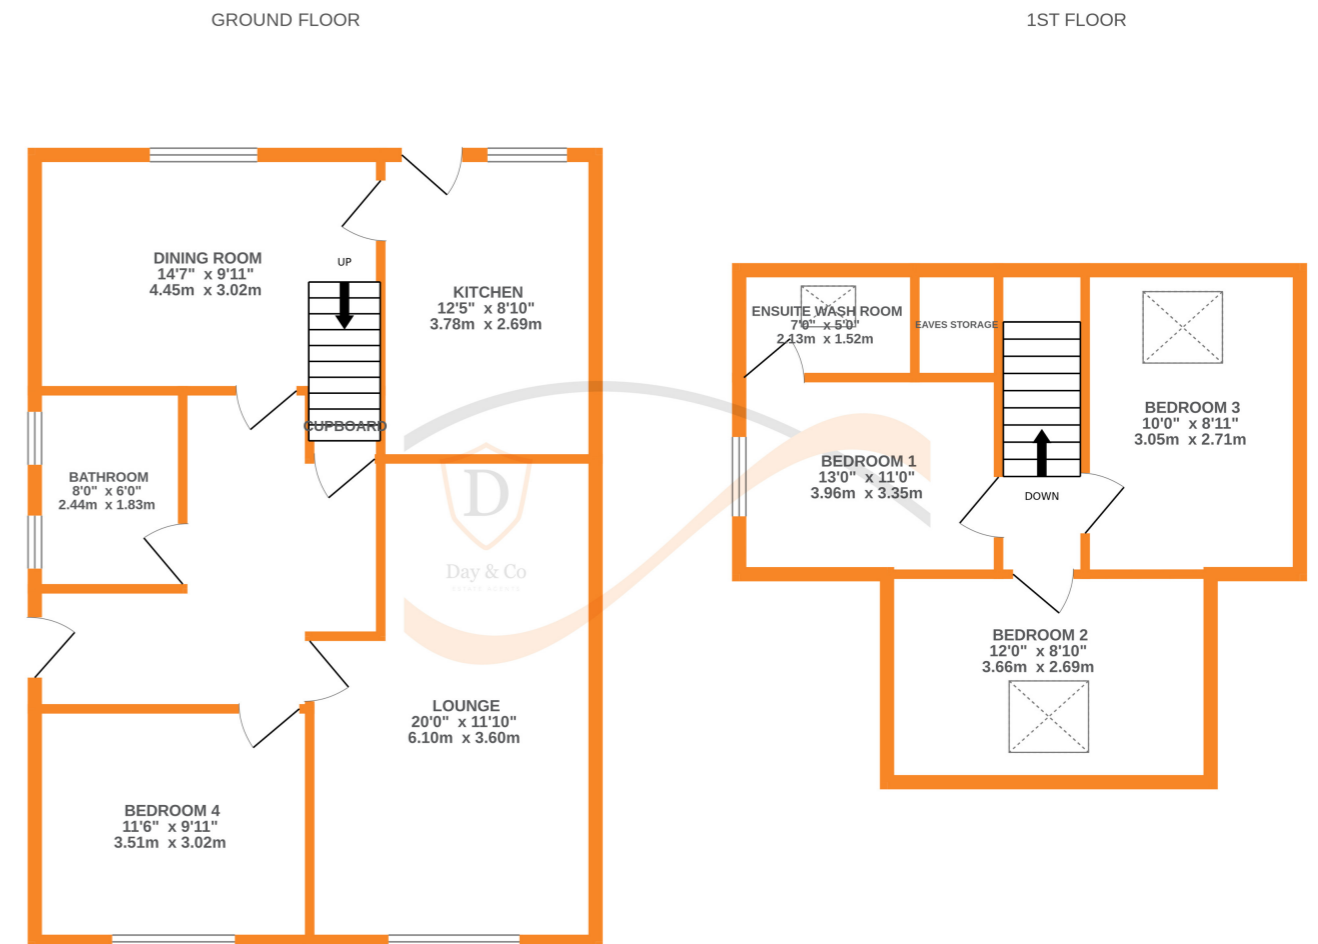 GROUND FLOOR
DINING ROOM
14'7" x 9'11"
4.45m x 3.02m
UP
KITCHEN
12'5" x 8'10"
3.78m x 2.69m
CUPBOARD
BATHROOM
8'0" x 6'0"
2.44m x 1.83m
D
Day & Co
ESTATE AGENTS
LOUNGE
20'0" x 11'10"
6.10m x 3.60m
BEDROOM 4
11'6" x 9'11"
3.51m x 3.02m
1ST FLOOR
ENSUITE WASH ROOM
7'0" x 5'0"
2.13m x 1.52m
EAVES STORAGE
BEDROOM 3
10'0" x 8'11"
3.05m x 2.71m
BEDROOM 1
13'0" x 11'0"
3.96m x 3.35m
DOWN
BEDROOM 2
12'0" x 8'10"
3.66m x 2.69m